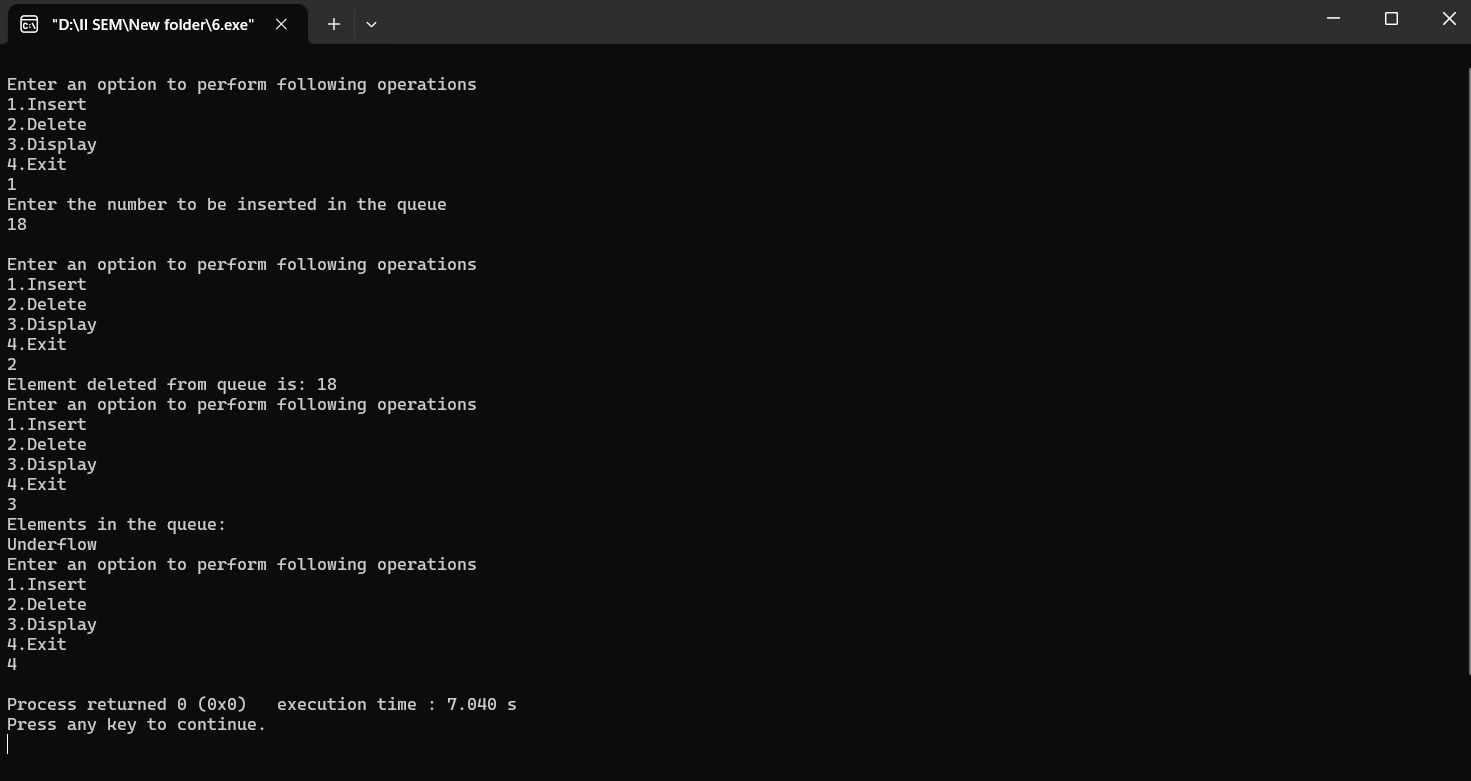 "D:\II SEM\New folder\6.exe"
Enter an option to perform following operations
1.Insert
2.Delete
3.Display
4.Exit
1
Enter the number to be inserted in the queue
18
Enter an option to perform following operations
1.Insert
2.Delete
3.Display
4.Exit
2
Element deleted from queue is: 18
Enter an option to perform following operations
1.Insert
2.Delete
3.Display
4.Exit
3
Elements in the queue:
Underflow
Enter an option to perform following operations
1.Insert
2.Delete
3.Display
4.Exit
4
Process returned 0 (0x0)   execution time : 7.040 s
Press any key to continue.